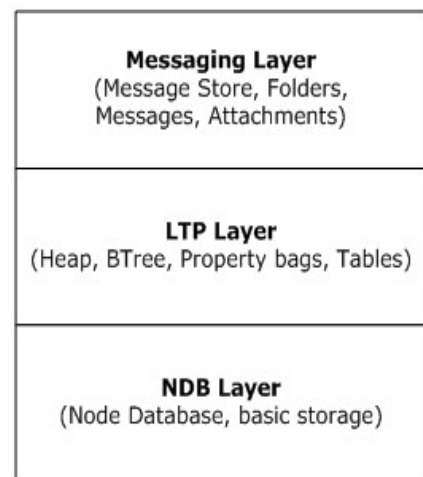 Messaging Layer
(Message Store, Folders,
Messages, Attachments)
LTP Layer
(Heap, BTree, Property bags, Tables)
NDB Layer
(Node Database, basic storage)